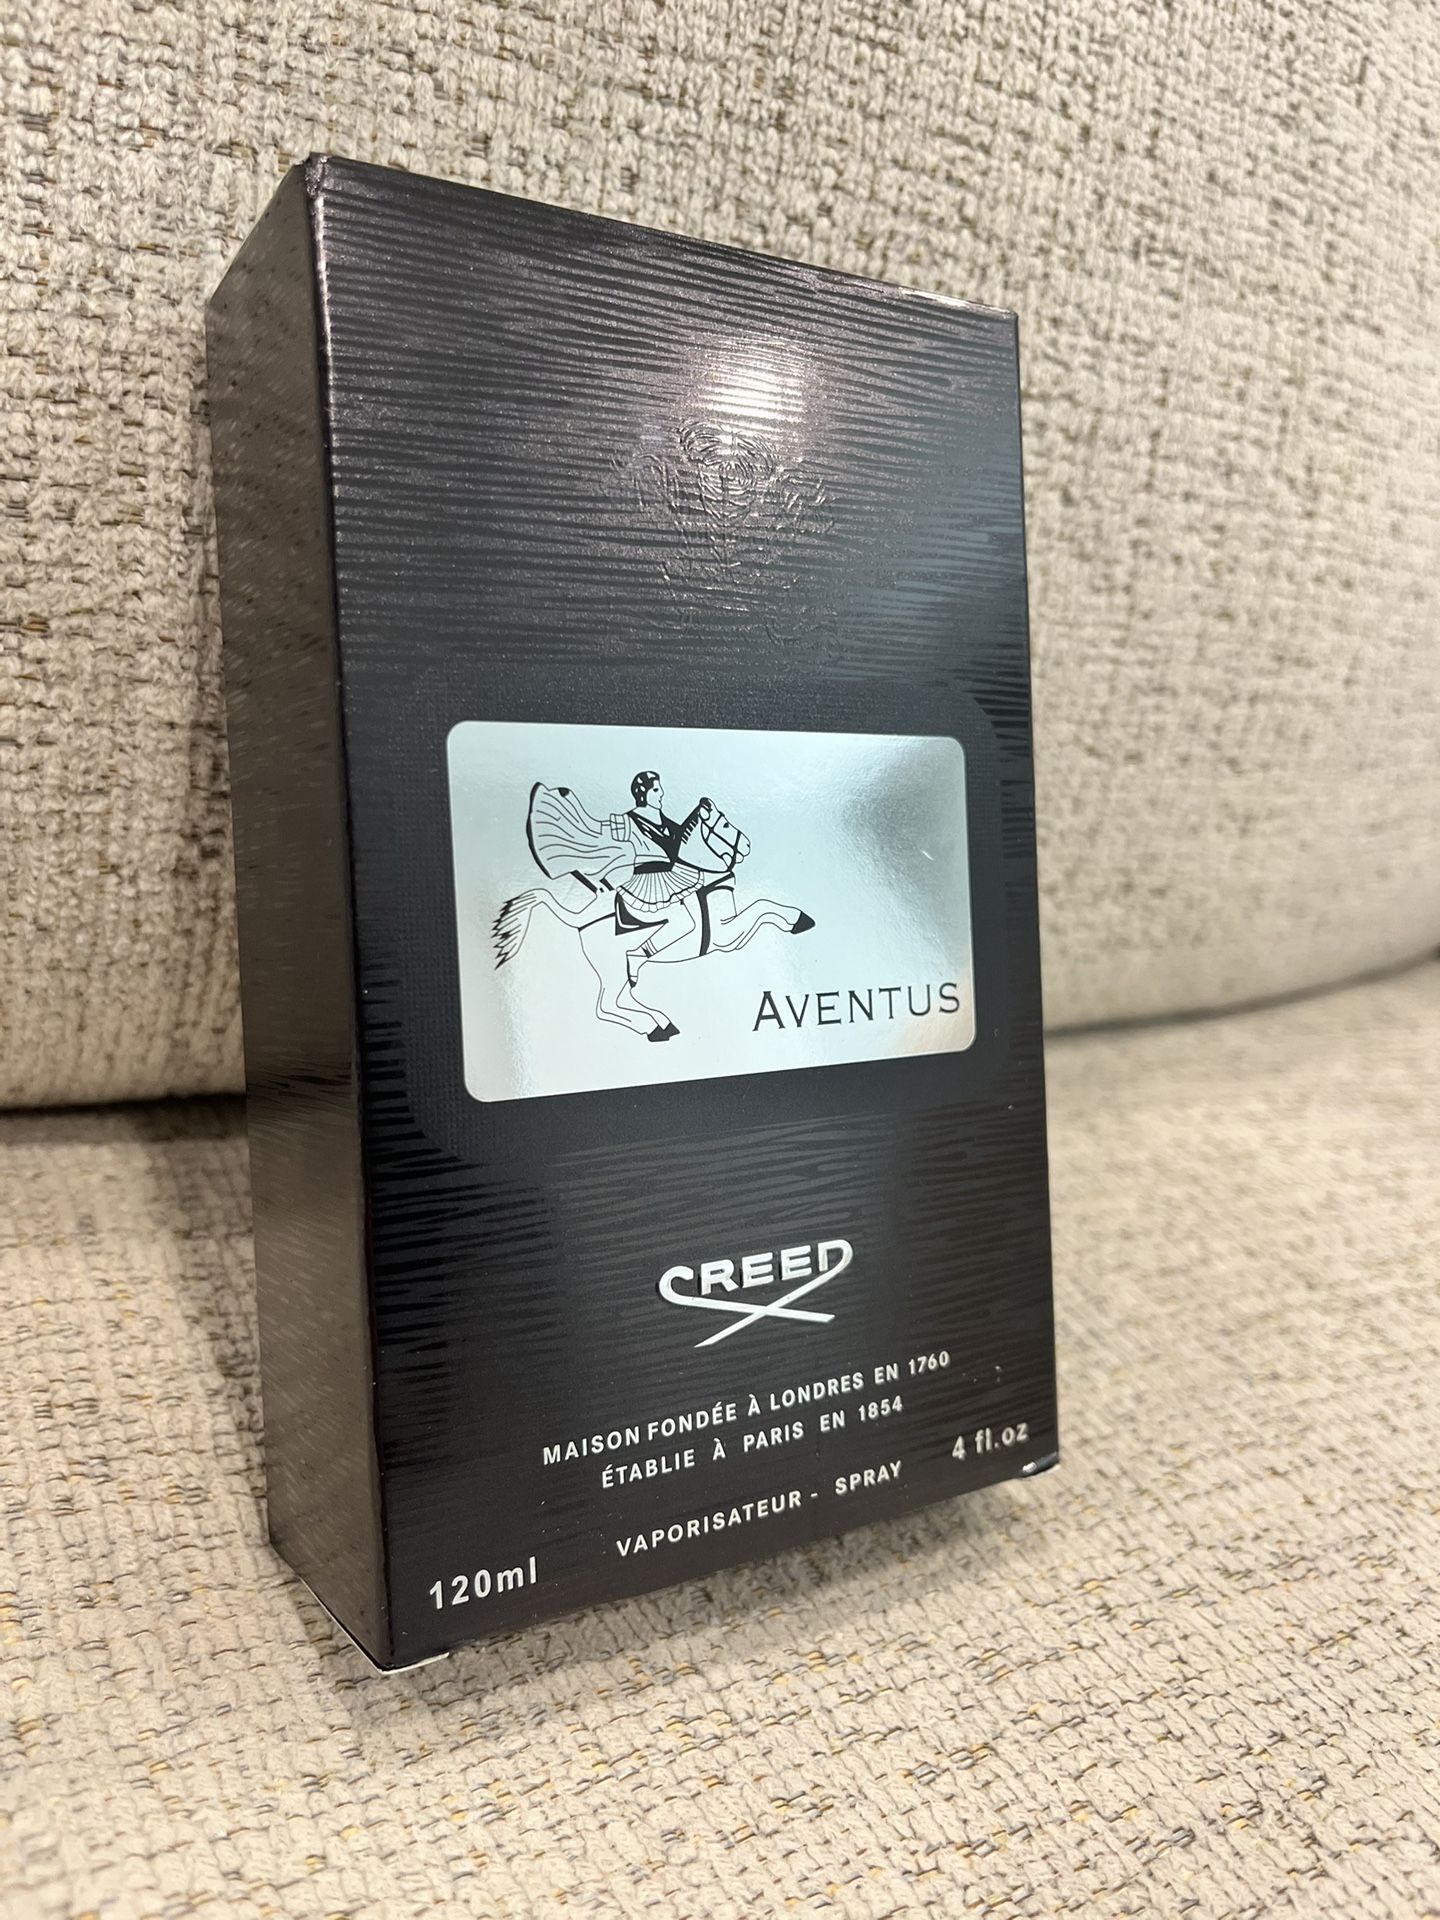 AVENTUS
CREED
MAISON FONDÉE À LONDRES EN 1760
ÉTABLIE À PARIS EN 1854
VAPORISATEUR - SPRAY
120ml
4 fl.oz